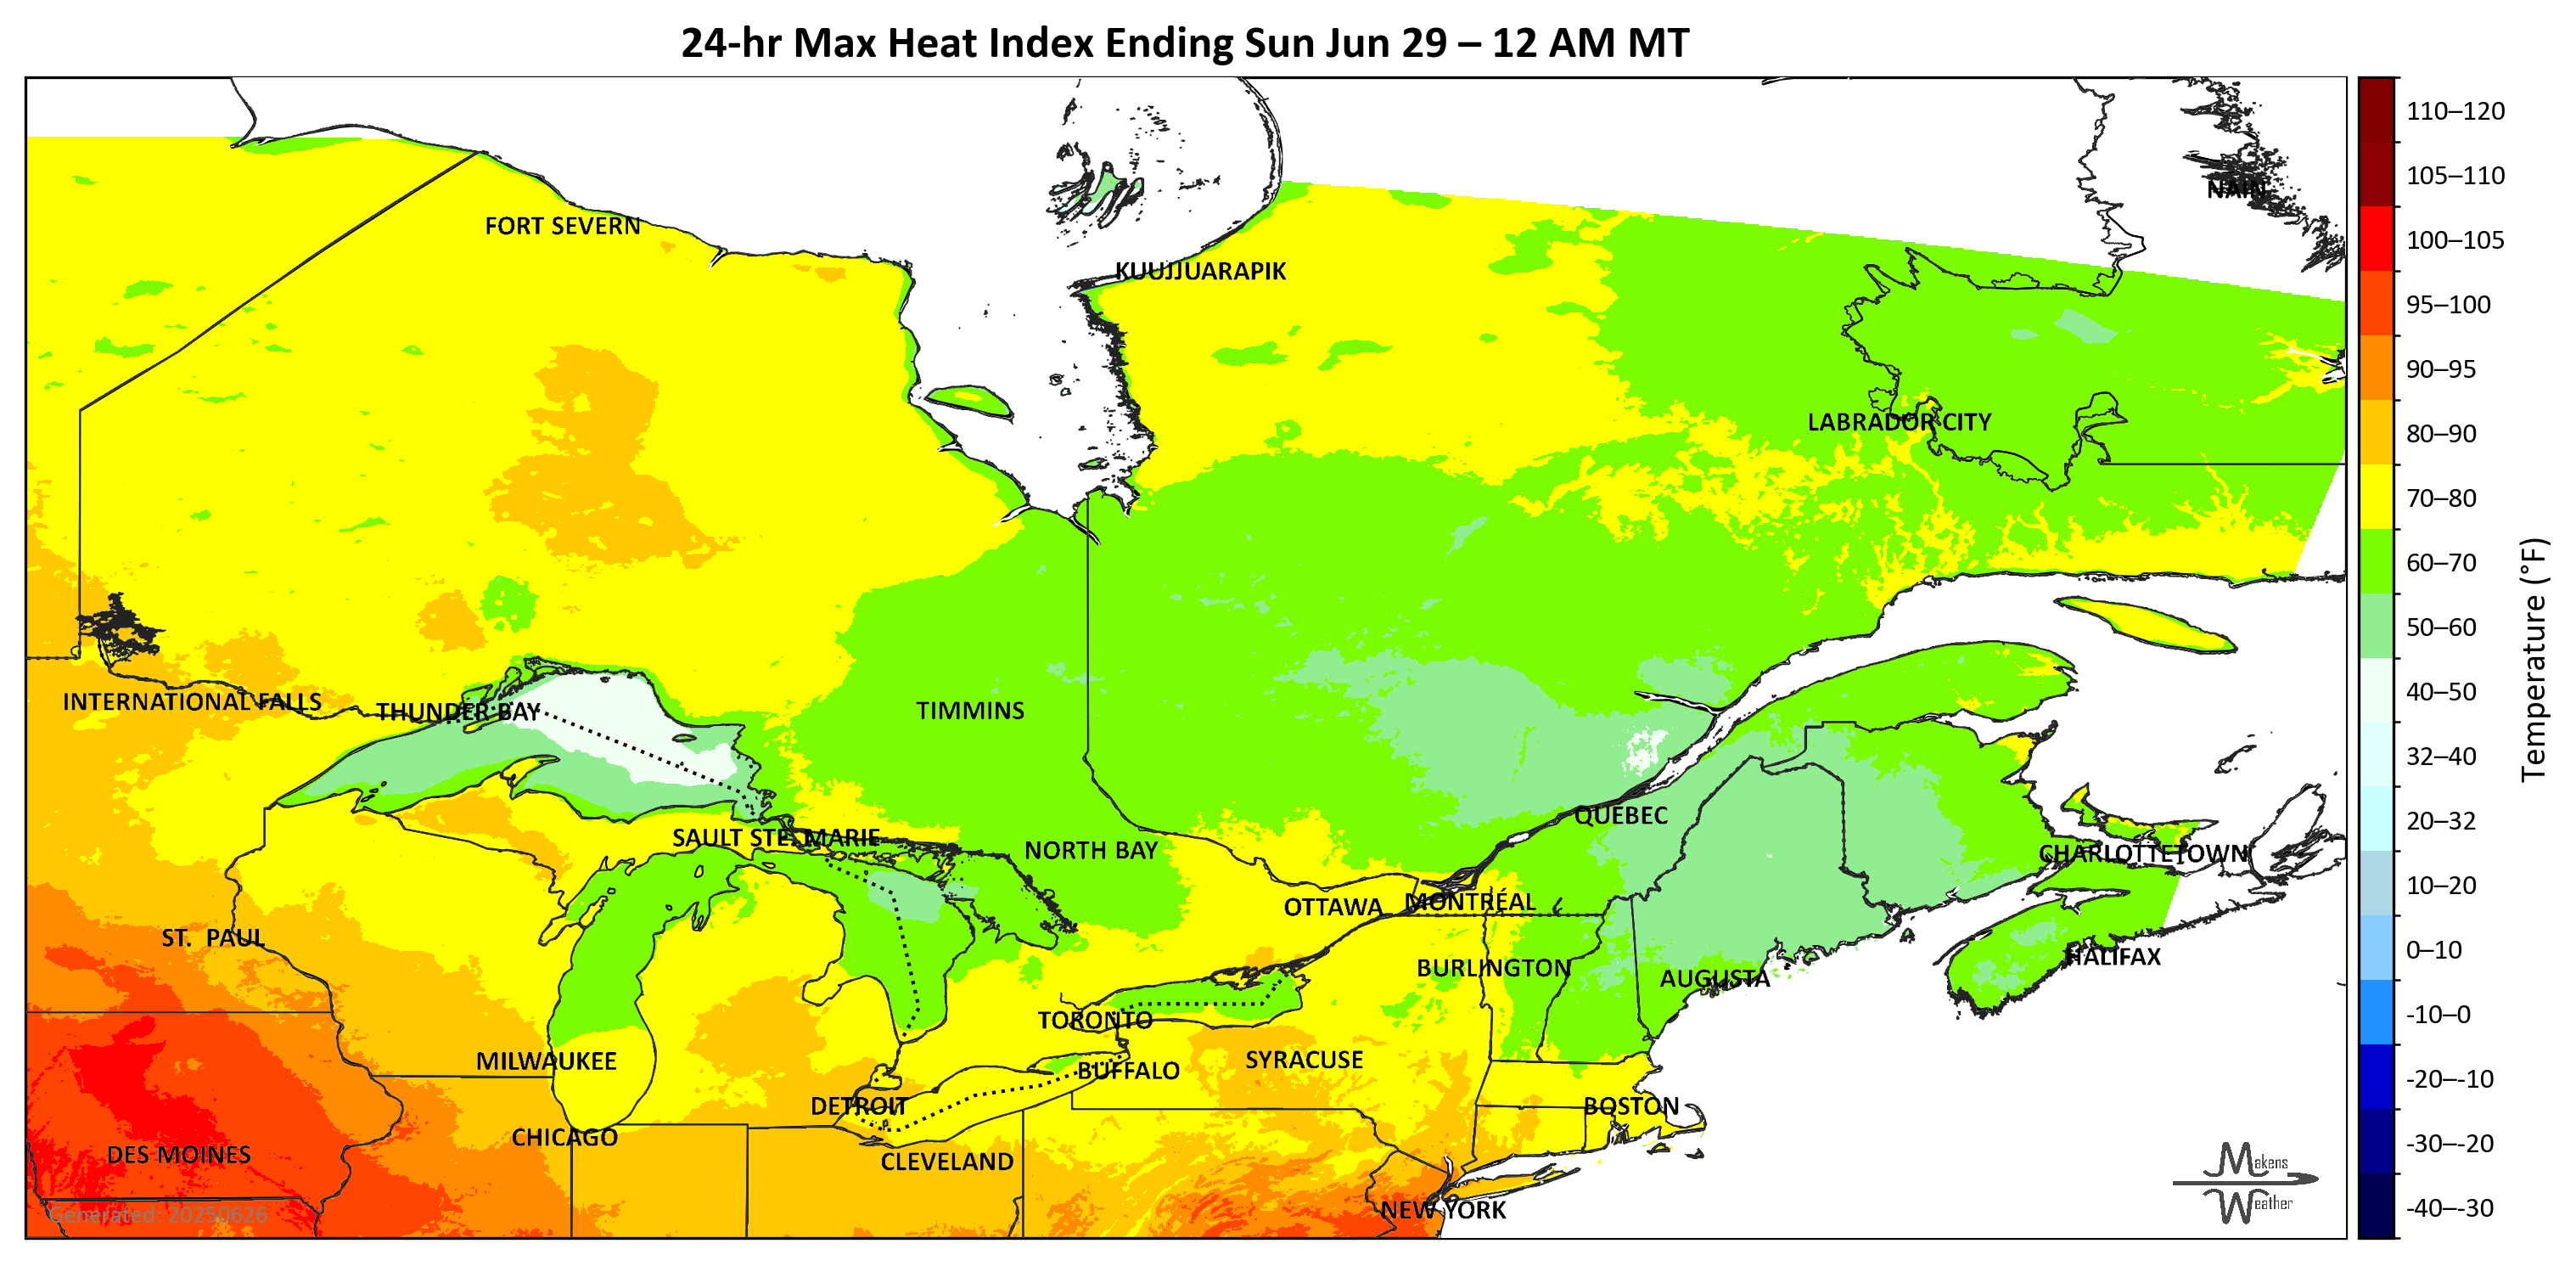 24-hr Max Heat Index Ending Sun Jun 29 – 12 AM MT
110–120
105–110
NAIN
FORT SEVERN
100–105
KUUJJUARAPIK
95–100
90–95
LABRADOR CITY
80–90
70–80
60–70
50–60
Temperature (°F)
INTERNATIONAL FALLS
THUNDER BAY
TIMMINS
40–50
32–40
QUÉBEC
20–32
SAULT STE. MARIE
NORTH BAY
CHARLOTTETOWN
10–20
OTTAWA
MONTRÉAL
ST. PAUL
0–10
BURLINGTON
AUGUSTA
HALIFAX
-10–0
TORONTO
MILWAUKEE
BUFFALO
SYRACUSE
-20–-10
DETROIT
BOSTON
CHICAGO
-30–-20
DES MOINES
CLEVELAND
Makens
Weather
NEW YORK
-40–-30
Generated: 20250626